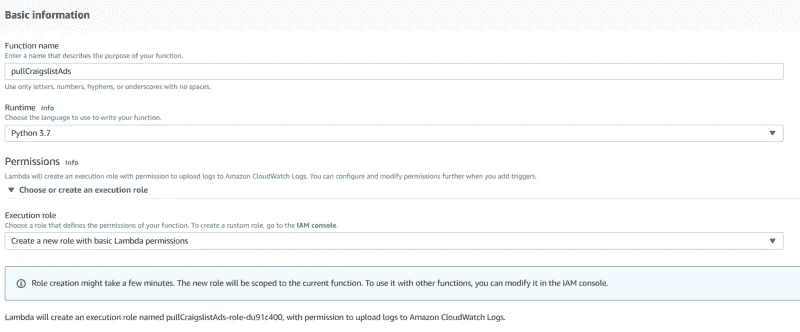 Basic information
Function name
Enter a name that describes the purpose of your function.
pullCraigslistAds
Use only letters, numbers, hyphens, or underscores with no spaces.
Runtime Info
Choose the language to use to write your function.
Python 3.7
Permissions Info
Lambda will create an execution role with permission to upload logs to Amazon CloudWatch Logs. You can configure and modify permissions further when you add triggers.
Choose or create an execution role
Execution role
Choose a role that defines the permissions of your function. To create a custom role, go to the IAM console.
Create a new role with basic Lambda permissions
Role creation might take a few minutes. The new role will be scoped to the current function. To use it with other functions, you can modify it in the IAM console.
Lambda will create an execution role named pullCraigslistAds-role-du91c400, with permission to upload logs to Amazon CloudWatch Logs.